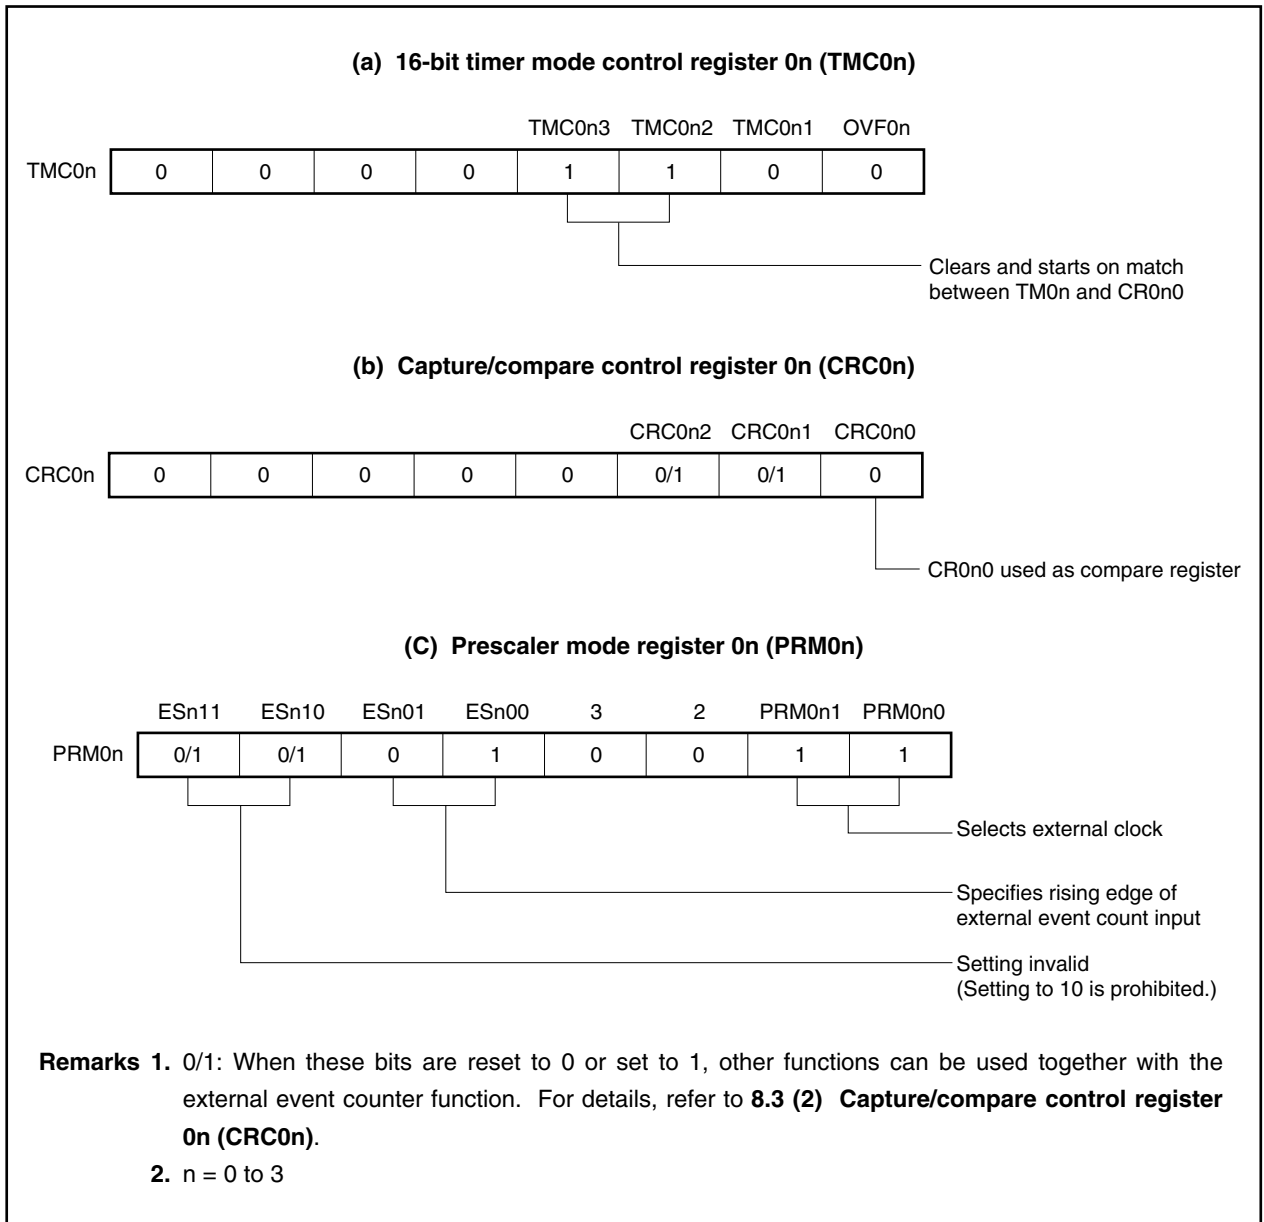 (a) 16-bit timer mode control register 0n (TMC0n)
TMC0n3 TMC0n2 TMC0n1 OVF0n
TMC0n 0 0 0 0 1 1 0 0
Clears and starts on match
between TM0n and CR0n0
(b) Capture/compare control register 0n (CRC0n)
CRC0n2 CRC0n1 CRC0n0
CRC0n 0 0 0 0 0 0/1 0/1 0
CR0n0 used as compare register
(C) Prescaler mode register 0n (PRM0n)
ESn11 ESn10 ESn01 ESn00 3 2 PRM0n1 PRM0n0
PRM0n 0/1 0/1 0 1 0 0 1 1
Selects external clock
Specifies rising edge of
external event count input
Setting invalid
(Setting to 10 is prohibited.)
Remarks 1. 0/1: When these bits are reset to 0 or set to 1, other functions can be used together with the
external event counter function. For details, refer to 8.3 (2) Capture/compare control register
0n (CRC0n).
2. n = 0 to 3